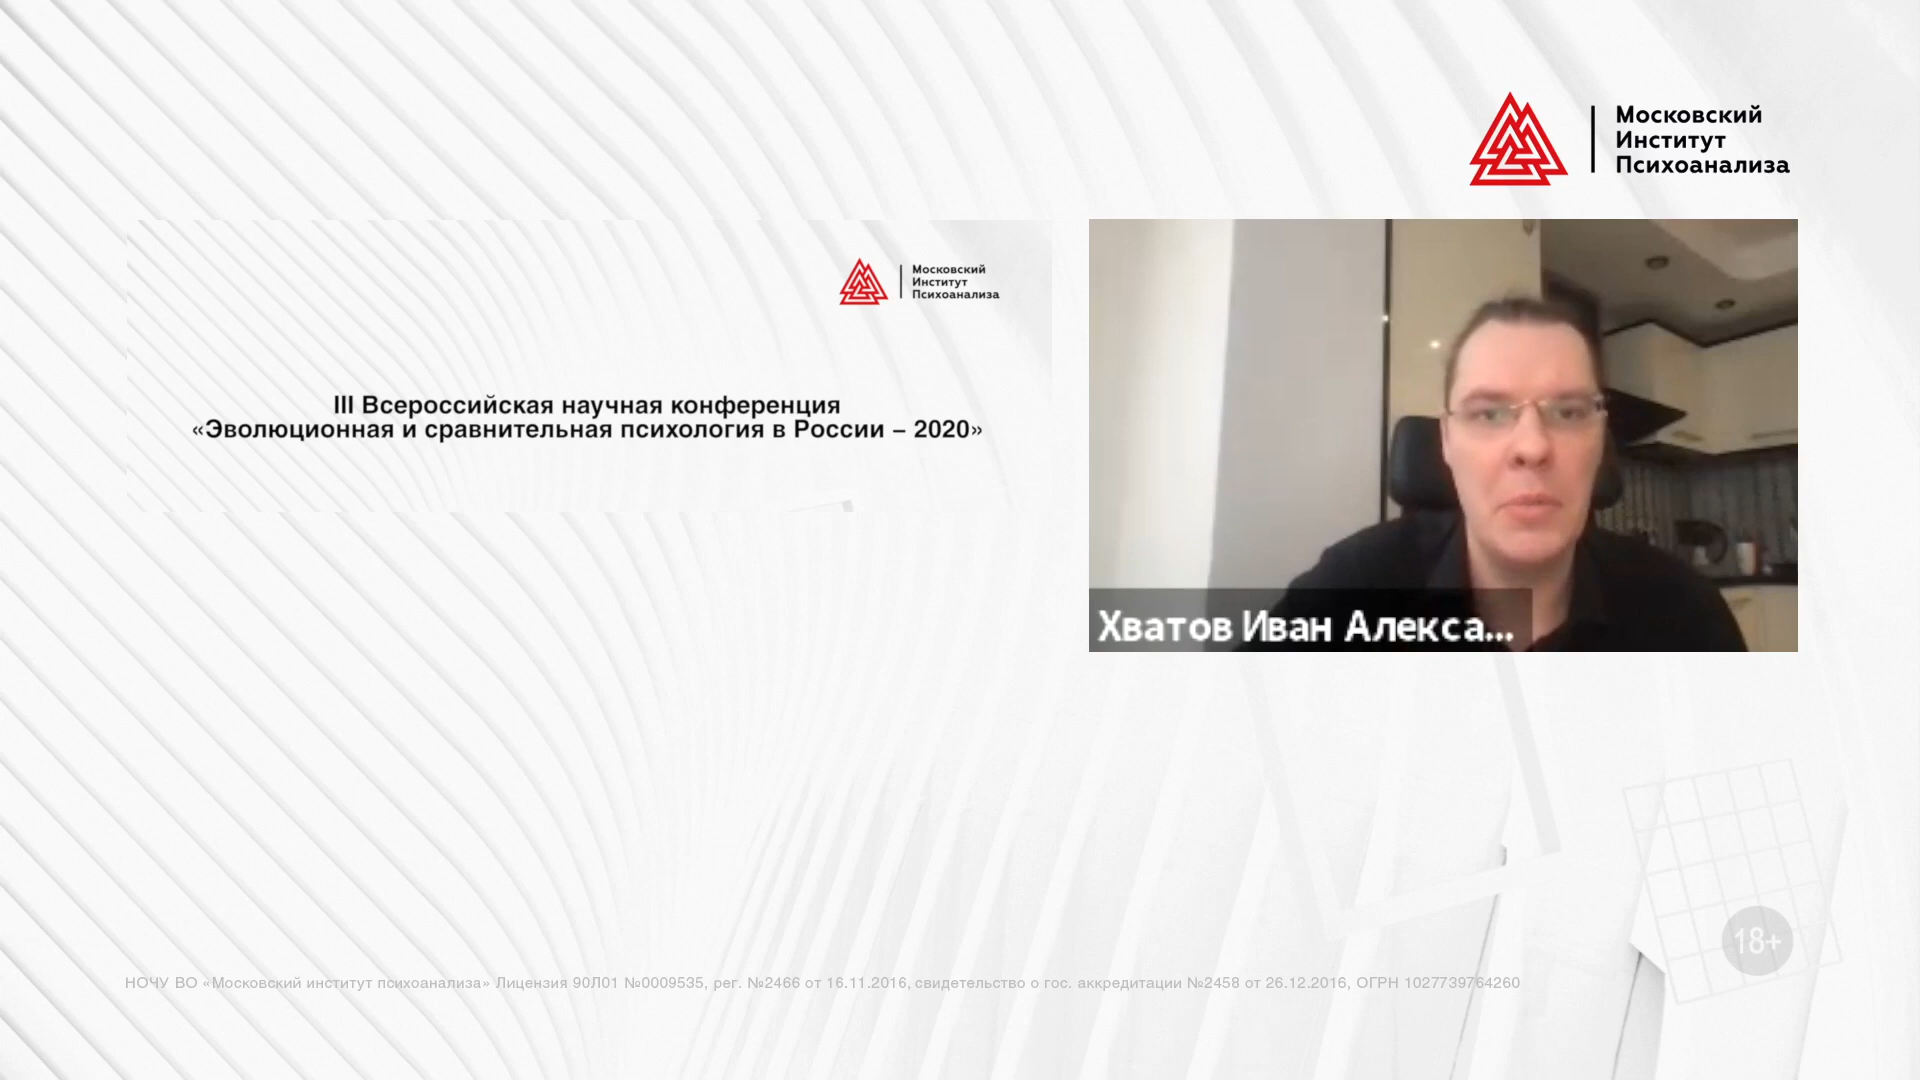 Московский
Институт
Психоанализа
Московский
Институт
Психоанализа
III Всероссийская научная конференция
«Эволюционная и сравнительная психология в России – 2020»
Хватов Иван Алекса...
18+
НОЧУ ВО «Московский институт психоанализа» Лицензия 90Л01 №0009535, рег. №2466 от 16.11.2016, свидетельство о гос. аккредитации №2458 от 26.12.2016, ОГРН 1027739764260